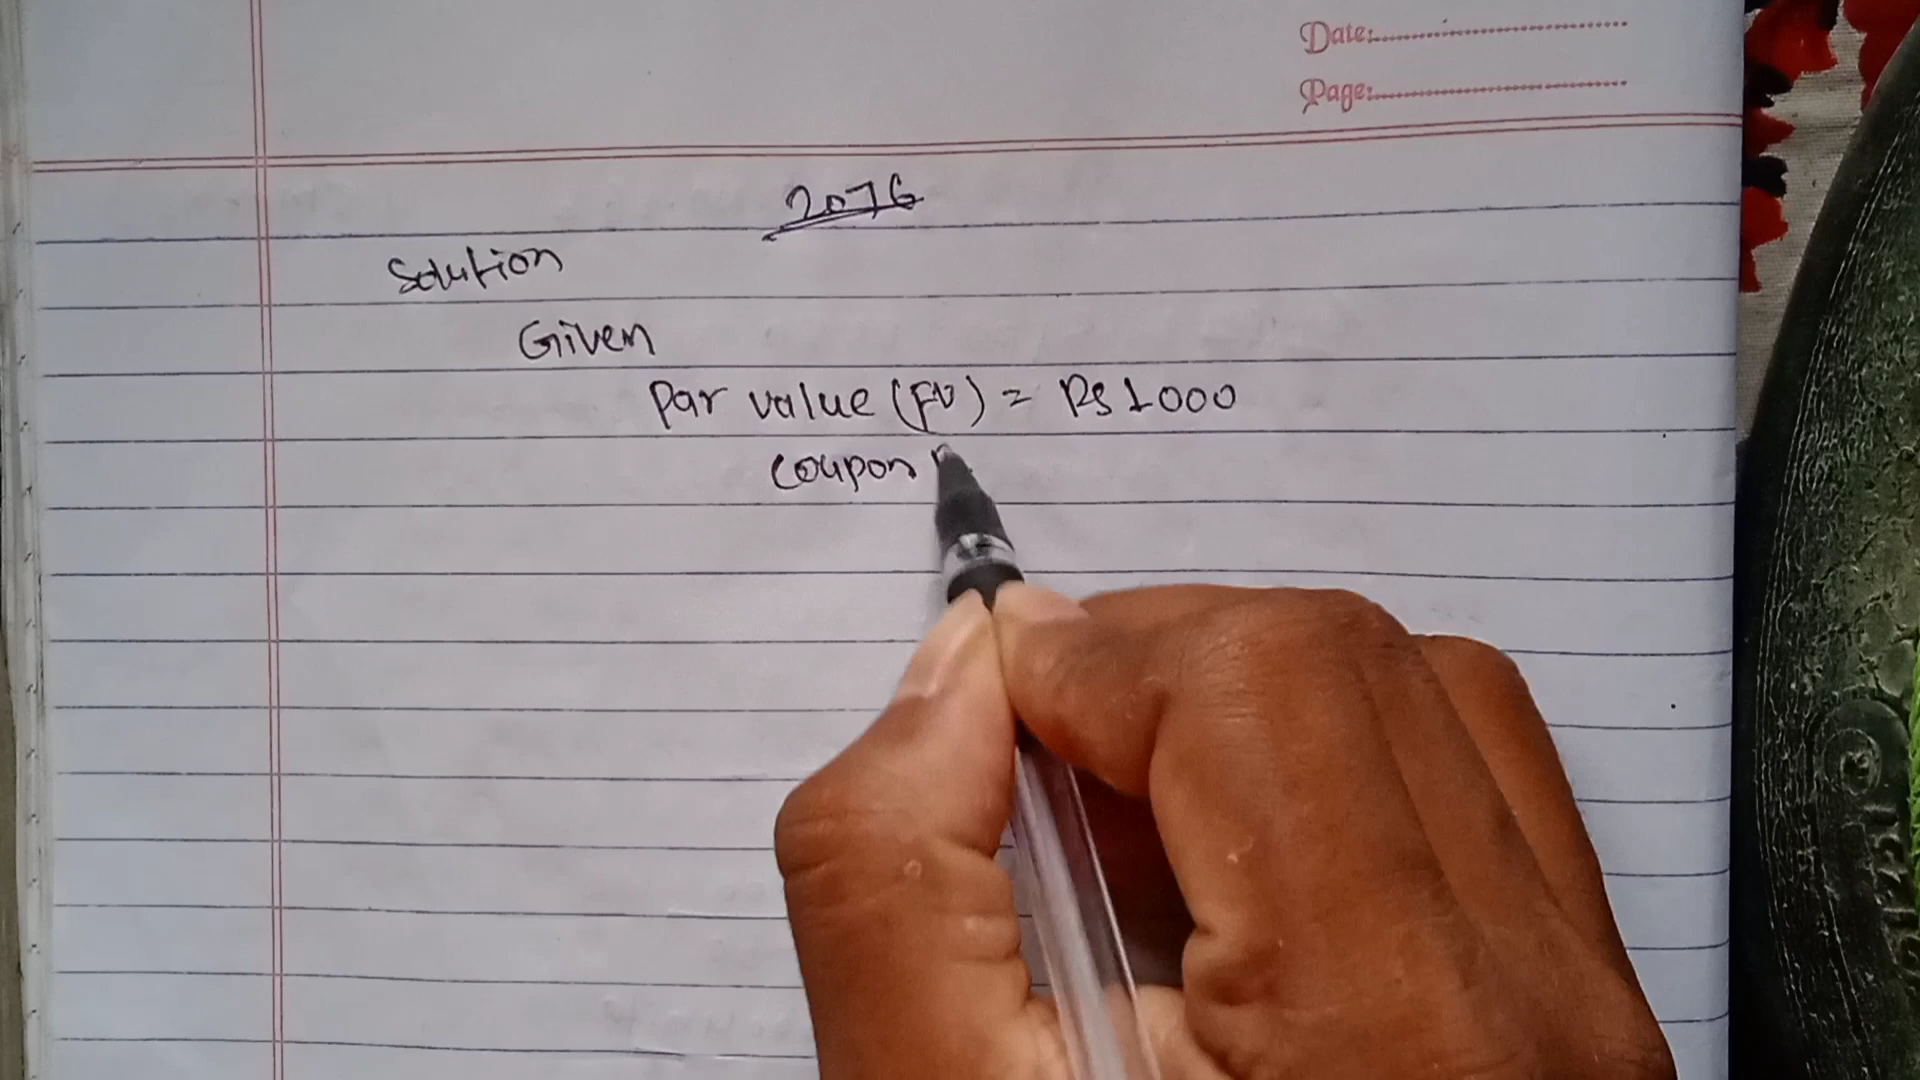 Date:
Page:
2076
Solution
Given
Par value (FV) = Rs 1000
Coupon